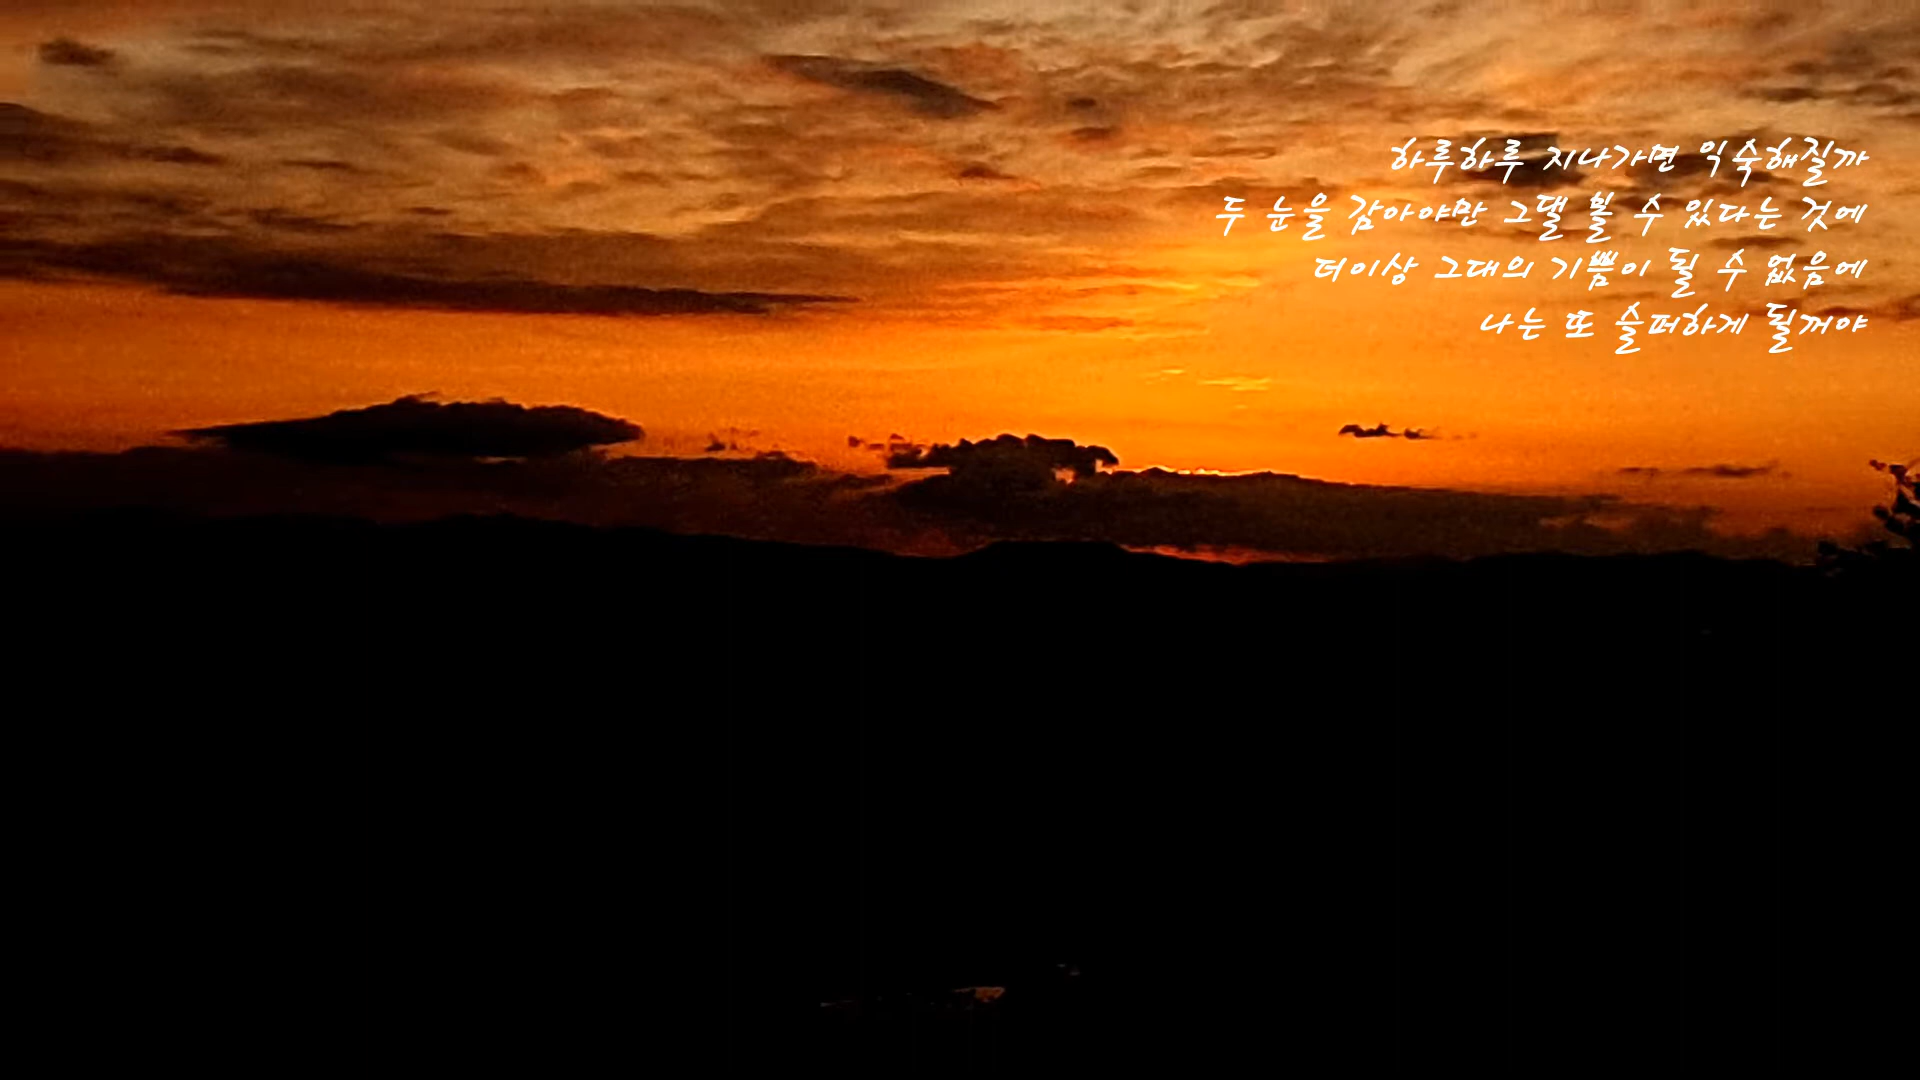 하루하루 지나가면 익숙해질까
두 눈을 감아야만 그댈 볼 수 있다는 것에
더이상 그대의 기쁨이 될 수 없음에
나는 또 슬퍼하게 될꺼야